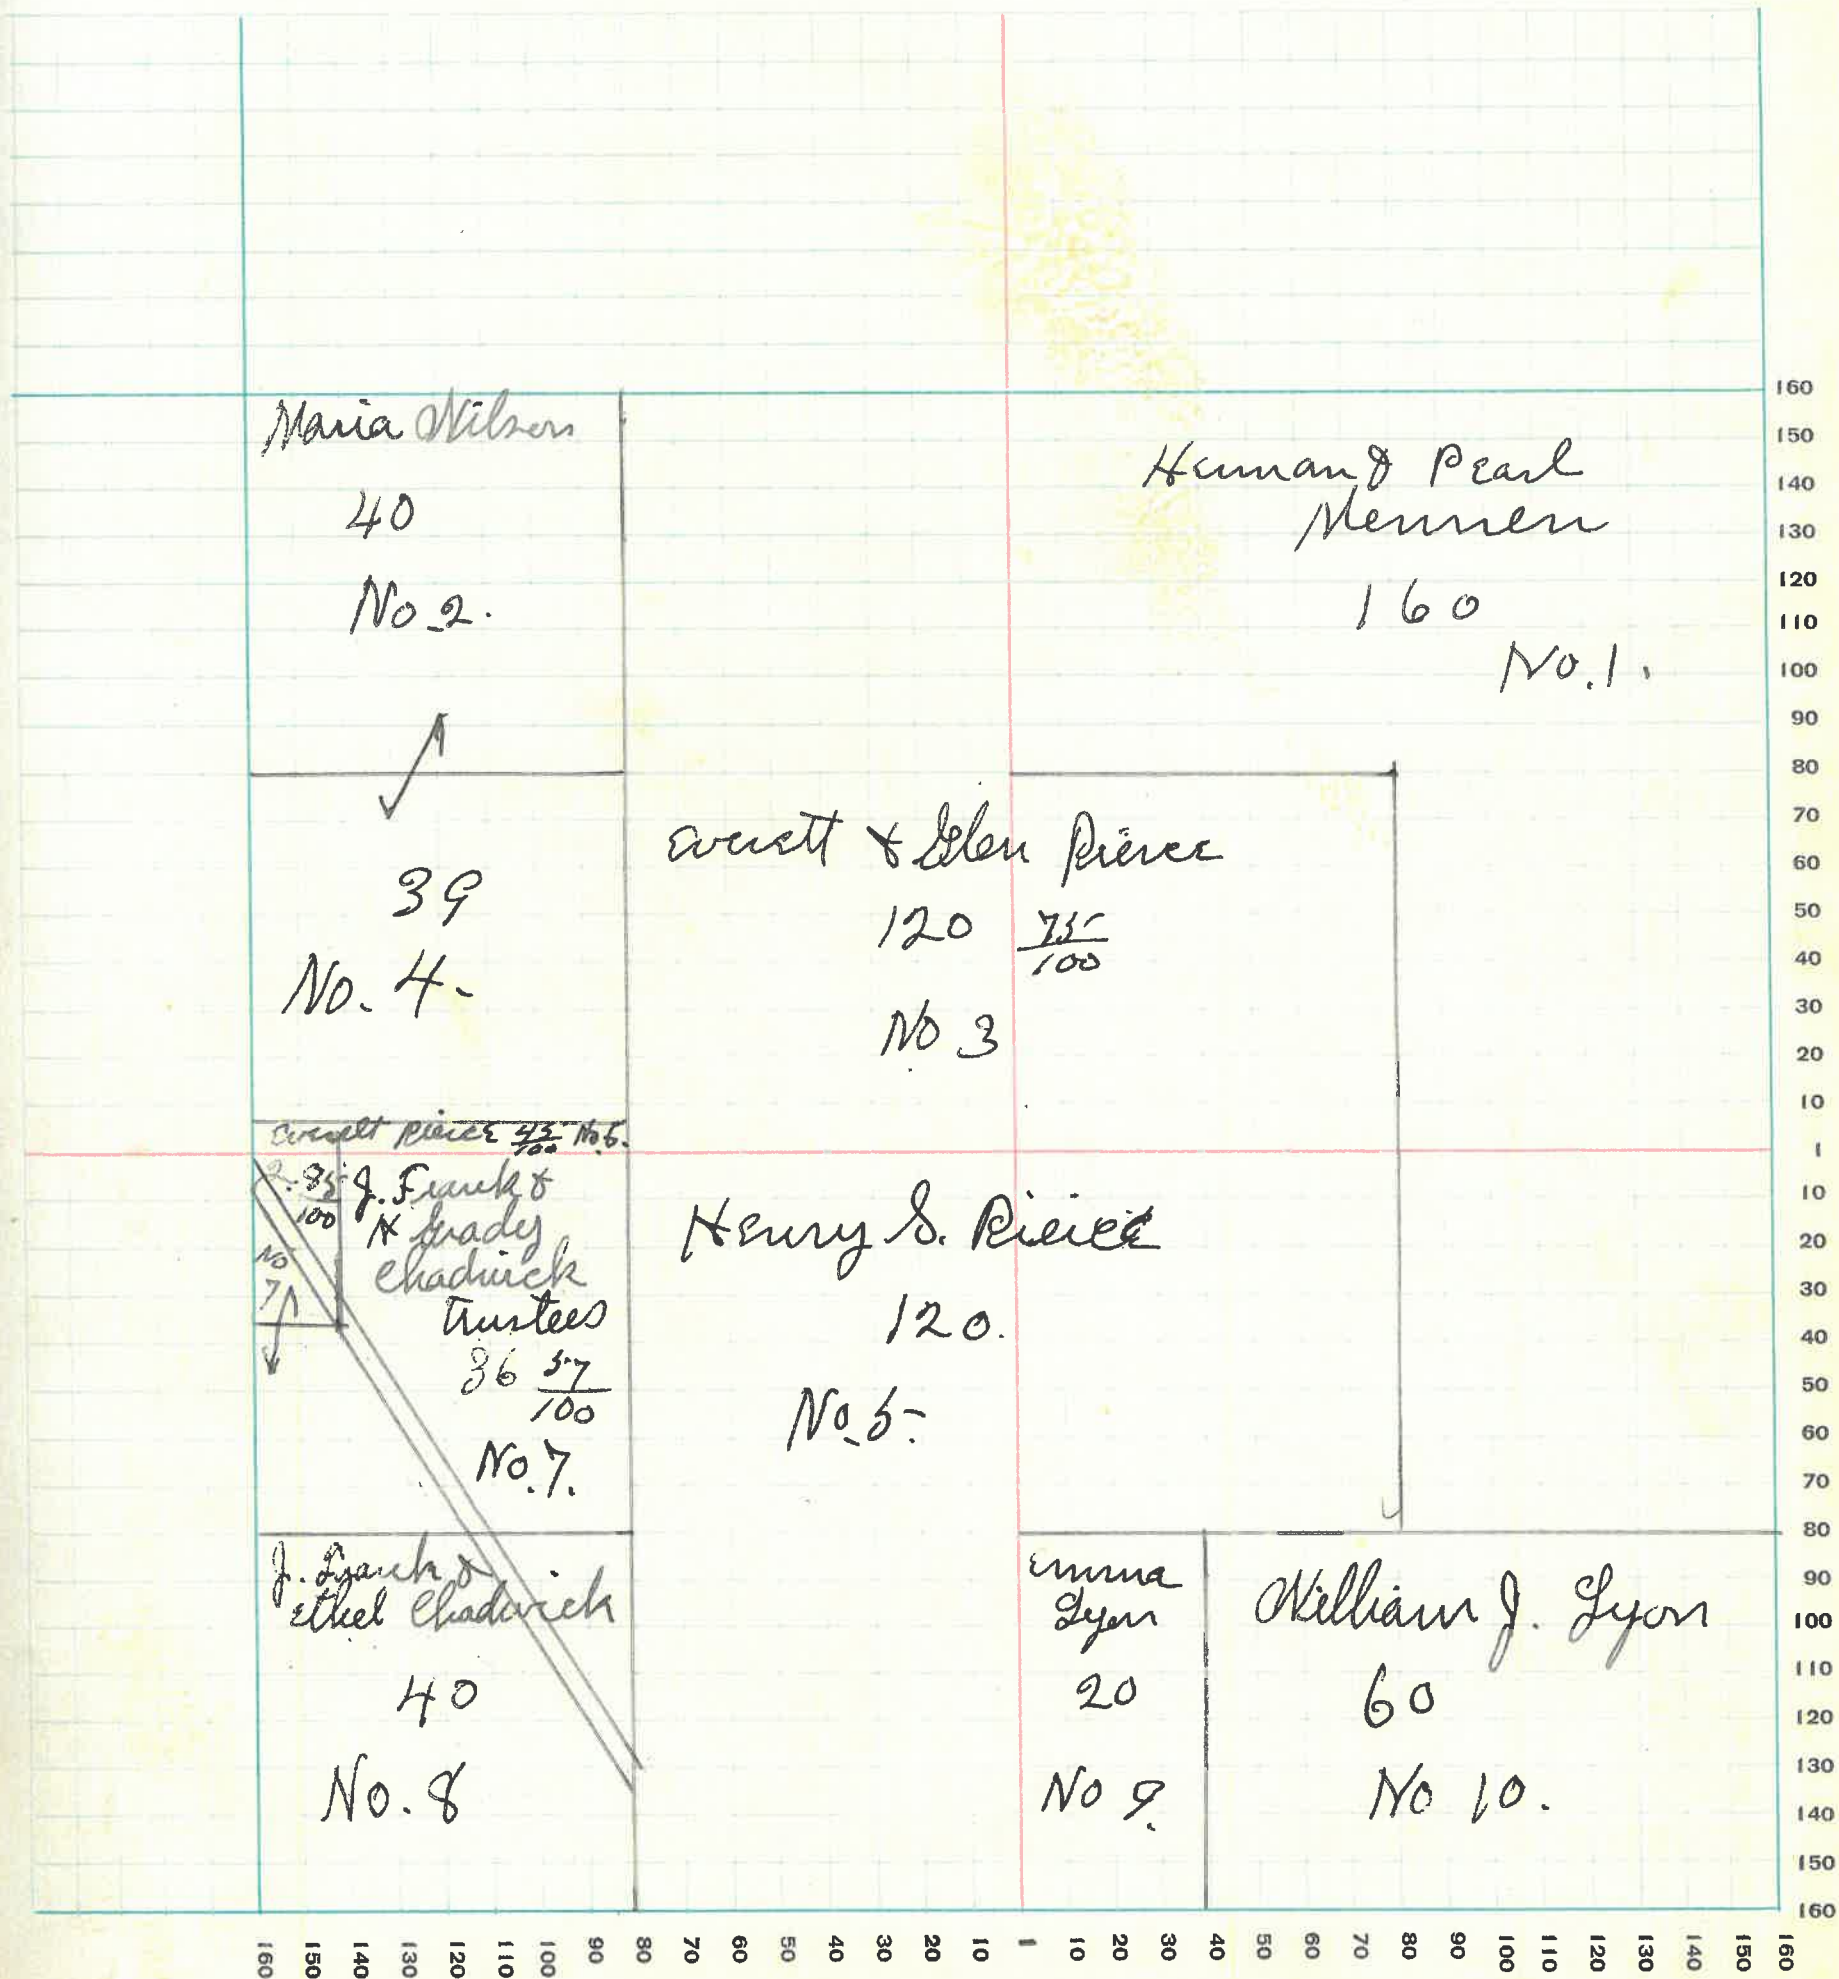 Maria Wilson
40
No 2.
Herman & Pearl
Mennen
160
No. 1.
39
No. 4.
Everett & Glen Pierce
120 75/100
No 3
Everett Pierce 45/100 No 6.
2. 85/100
No
7
J. Frank &
H Grady
Chadwick
Trustees
36 57/100
No. 7.
Henry S. Pierce
120.
No. 5.
J. Frank &
Ethel Chadwick
40
No. 8
Emma
Lyon
20
No 9.
William J. Lyon
60
No 10.
160
150
140
130
120
110
100
90
80
70
60
50
40
30
20
10
1
10
20
30
40
50
60
70
80
90
100
110
120
130
140
150
160
160 150 140 130 120 110 100 90 80 70 60 50 40 30 20 10 1 10 20 30 40 50 60 70 80 90 100 110 120 130 140 150 160